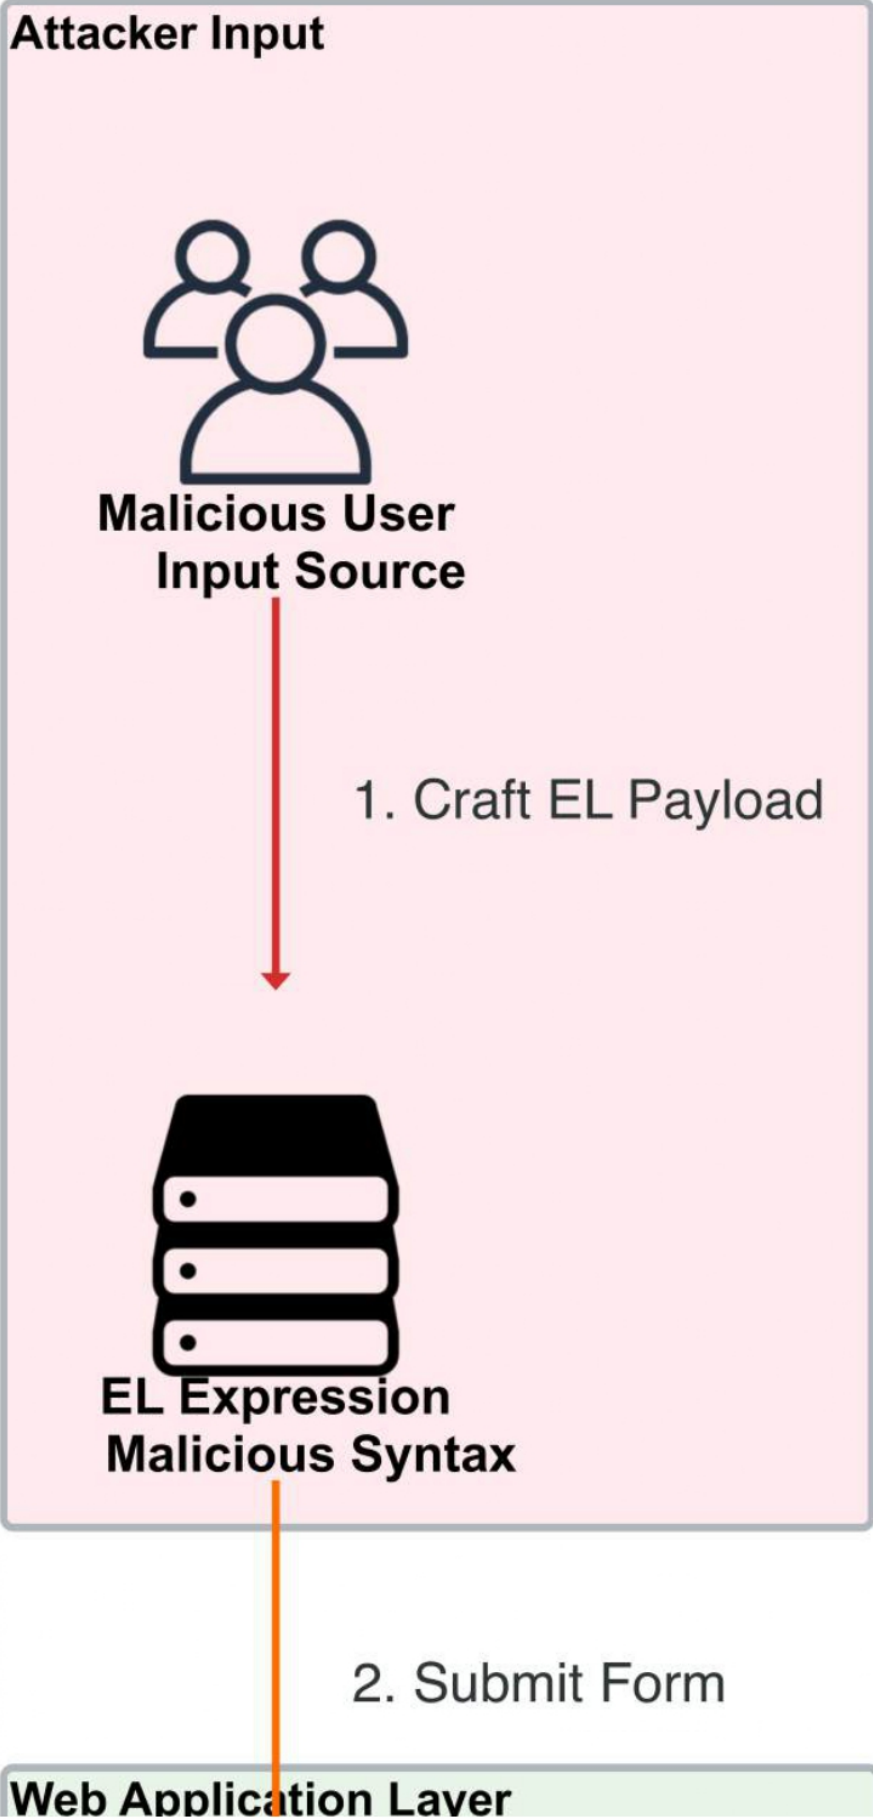 Attacker Input
Malicious User
Input Source
1. Craft EL Payload
EL Expression
Malicious Syntax
2. Submit Form
Web Application Layer